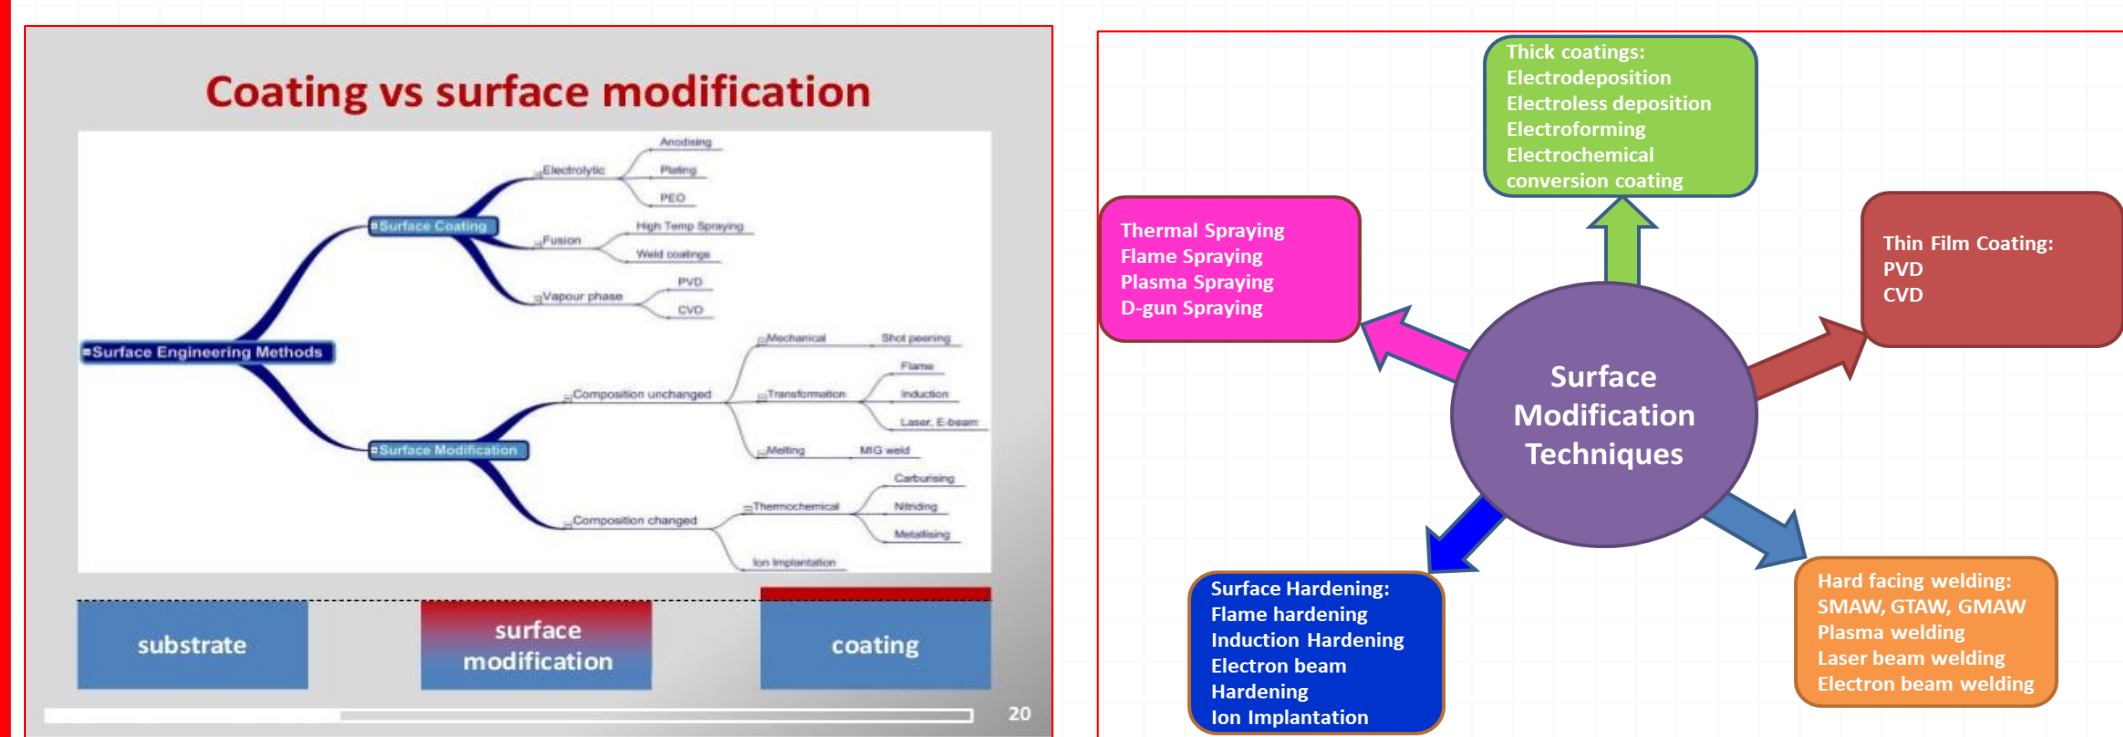 Coating vs surface modification
Anodising
Electrolytic
Plating
PEO
Surface Coating
High Temp Spraying
Fusion
Weld coatings
PVD
Vapour phase
CVD
Surface Engineering Methods
Mechanical
Shot peening
Flame
Composition unchanged
Transformation
Induction
Laser, E-beam
Surface Modification
Melting
MIG weld
Carburising
Thermochemical
Nitriding
Composition changed
Metallising
Ion Implantation
substrate
surface
modification
coating
20
Thick coatings:
Electrodeposition
Electroless deposition
Electroforming
Electrochemical
conversion coating
Thermal Spraying
Flame Spraying
Plasma Spraying
D-gun Spraying
Thin Film Coating:
PVD
CVD
Surface
Modification
Techniques
Surface Hardening:
Flame hardening
Induction Hardening
Electron beam
Hardening
Ion Implantation
Hard facing welding:
SMAW, GTAW, GMAW
Plasma welding
Laser beam welding
Electron beam welding